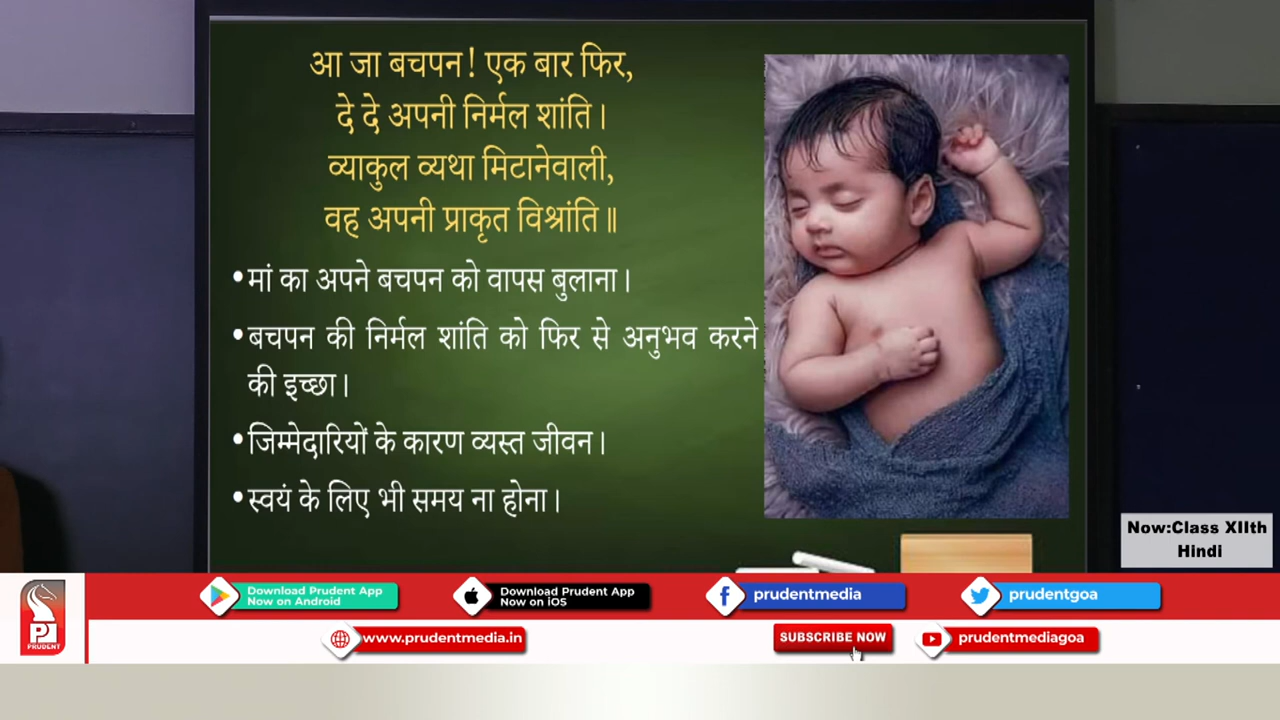 आ जा बचपन! एक बार फिर,
दे दे अपनी निर्मल शांति।
व्याकुल व्यथा मिटानेवाली,
वह अपनी प्राकृत विश्रांति॥
•मां का अपने बचपन को वापस बुलाना।
•बचपन की निर्मल शांति को फिर से अनुभव करने
की इच्छा।
•जिम्मेदारियों के कारण व्यस्त जीवन।
•स्वयं के लिए भी समय ना होना।
Now:Class XIIth
Hindi
Download Prudent App
Now on Android
Download Prudent App
Now on iOS
prudentmedia
prudentgoa
PRUDENT
www.prudentmedia.in
SUBSCRIBE NOW
prudentmediagoa